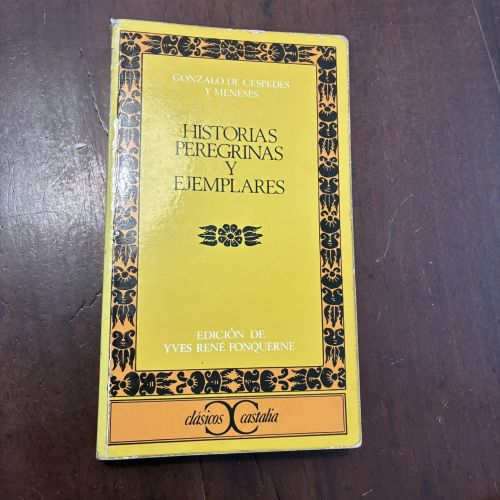 GONZALO DE CESPEDES
Y MENESES
HISTORIAS
PEREGRINAS
Y
EJEMPLARES
EDICIÓN DE
YVES RENÉ FONQUERNE
clásicos castalia